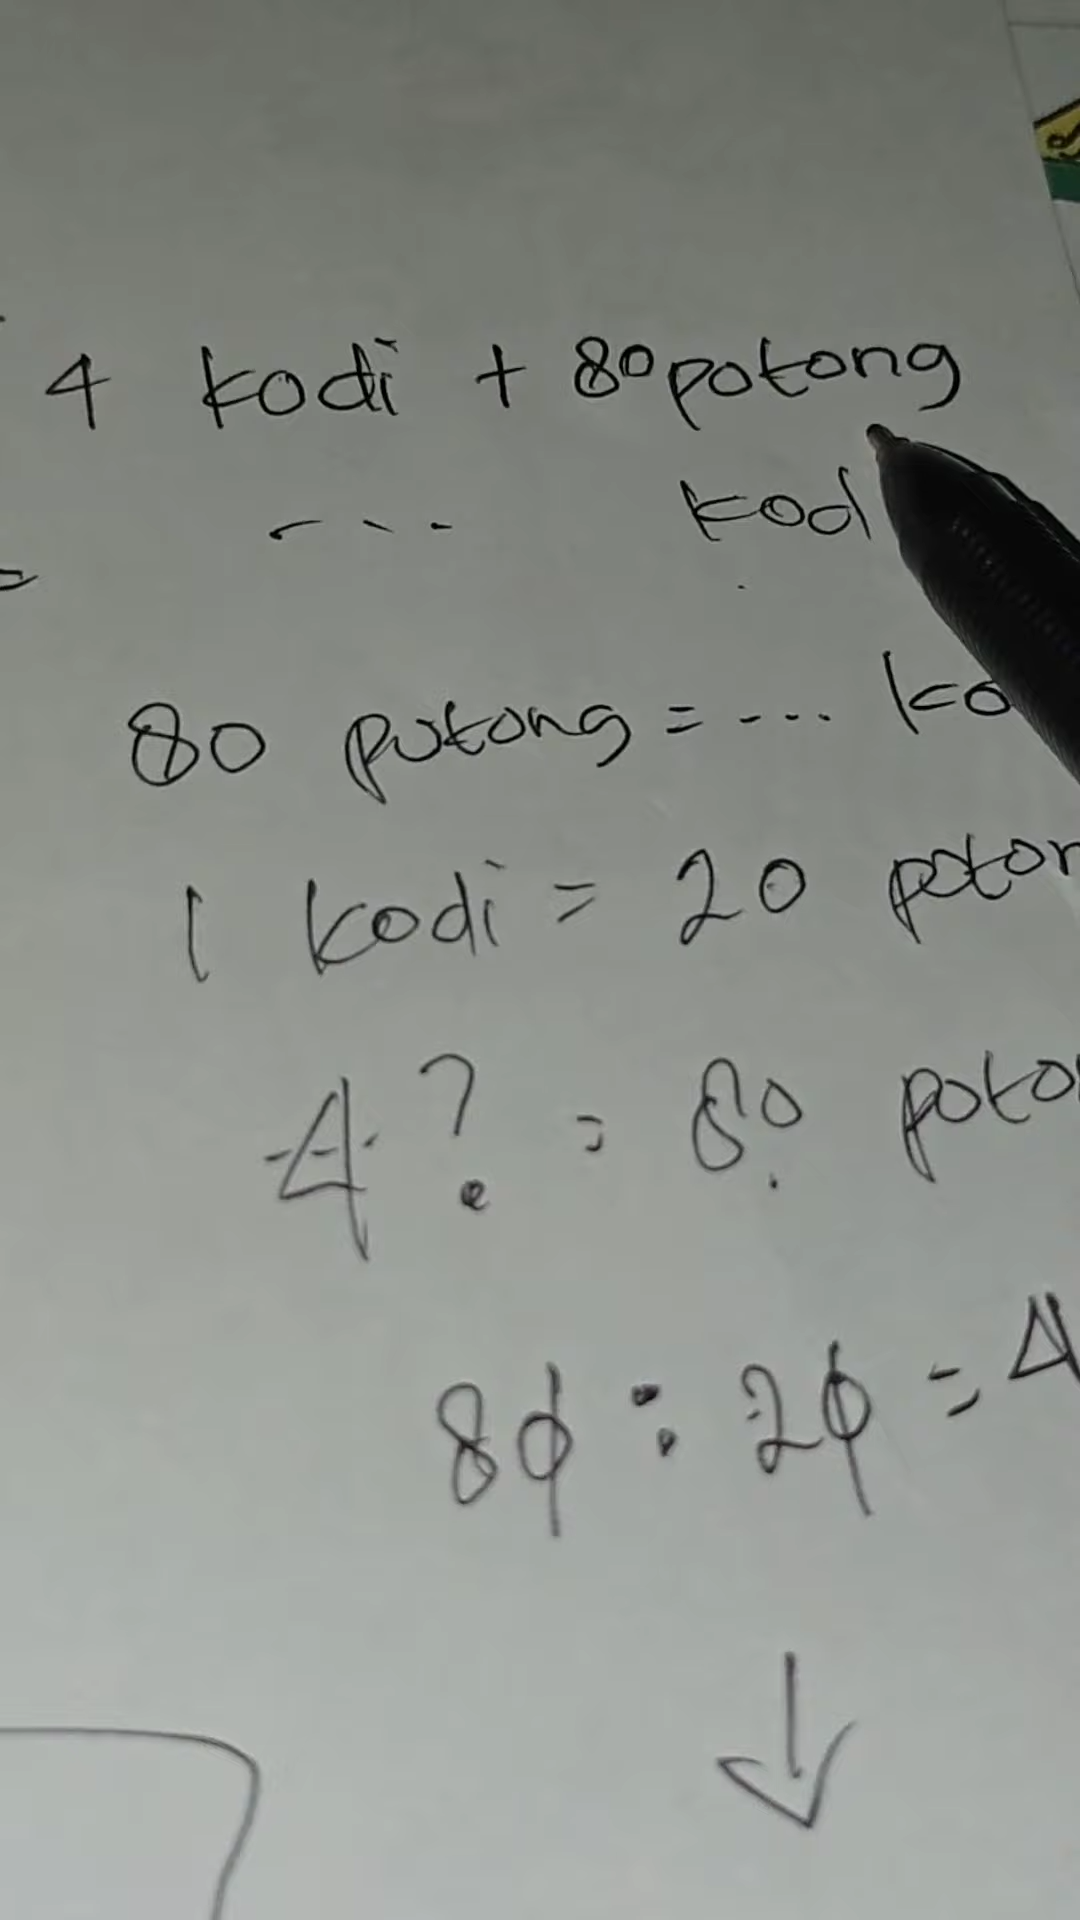 4 kodi + 80 potong
= ... kod
80 potong = ... ko
1 kodi = 20 poton
4 ? = 80 poto
80 : 20 = 4